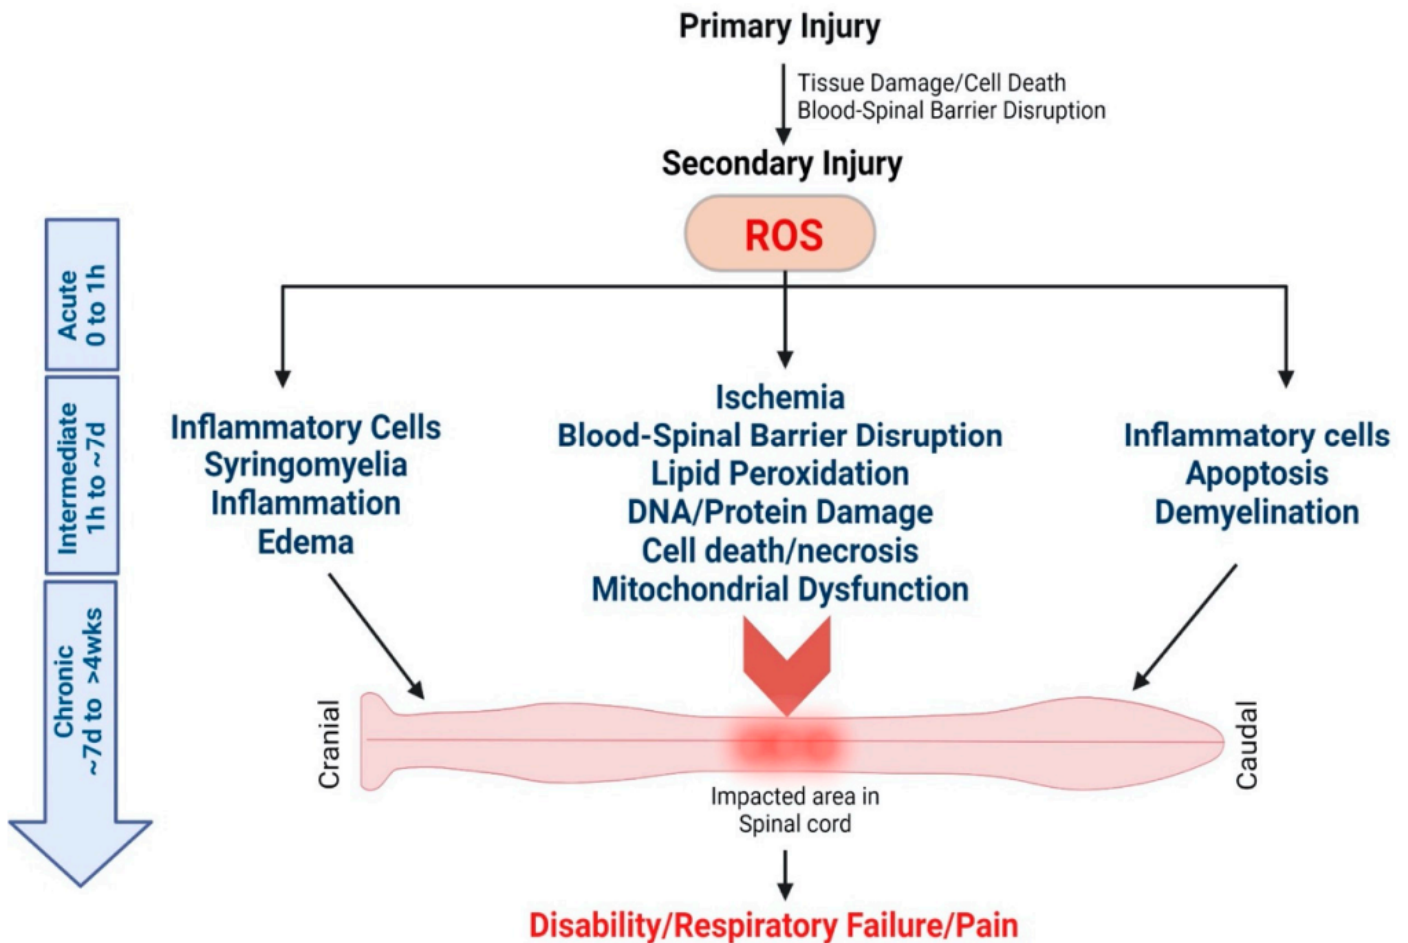 Primary Injury
Tissue Damage/Cell Death
Blood-Spinal Barrier Disruption
Secondary Injury
ROS
Acute
0 to 1h
Intermediate
1h to ~7d
Chronic
~7d to >4wks
Inflammatory Cells
Syringomyelia
Inflammation
Edema
Ischemia
Blood-Spinal Barrier Disruption
Lipid Peroxidation
DNA/Protein Damage
Cell death/necrosis
Mitochondrial Dysfunction
Inflammatory cells
Apoptosis
Demyelination
Cranial
Caudal
Impacted area in
Spinal cord
Disability/Respiratory Failure/Pain